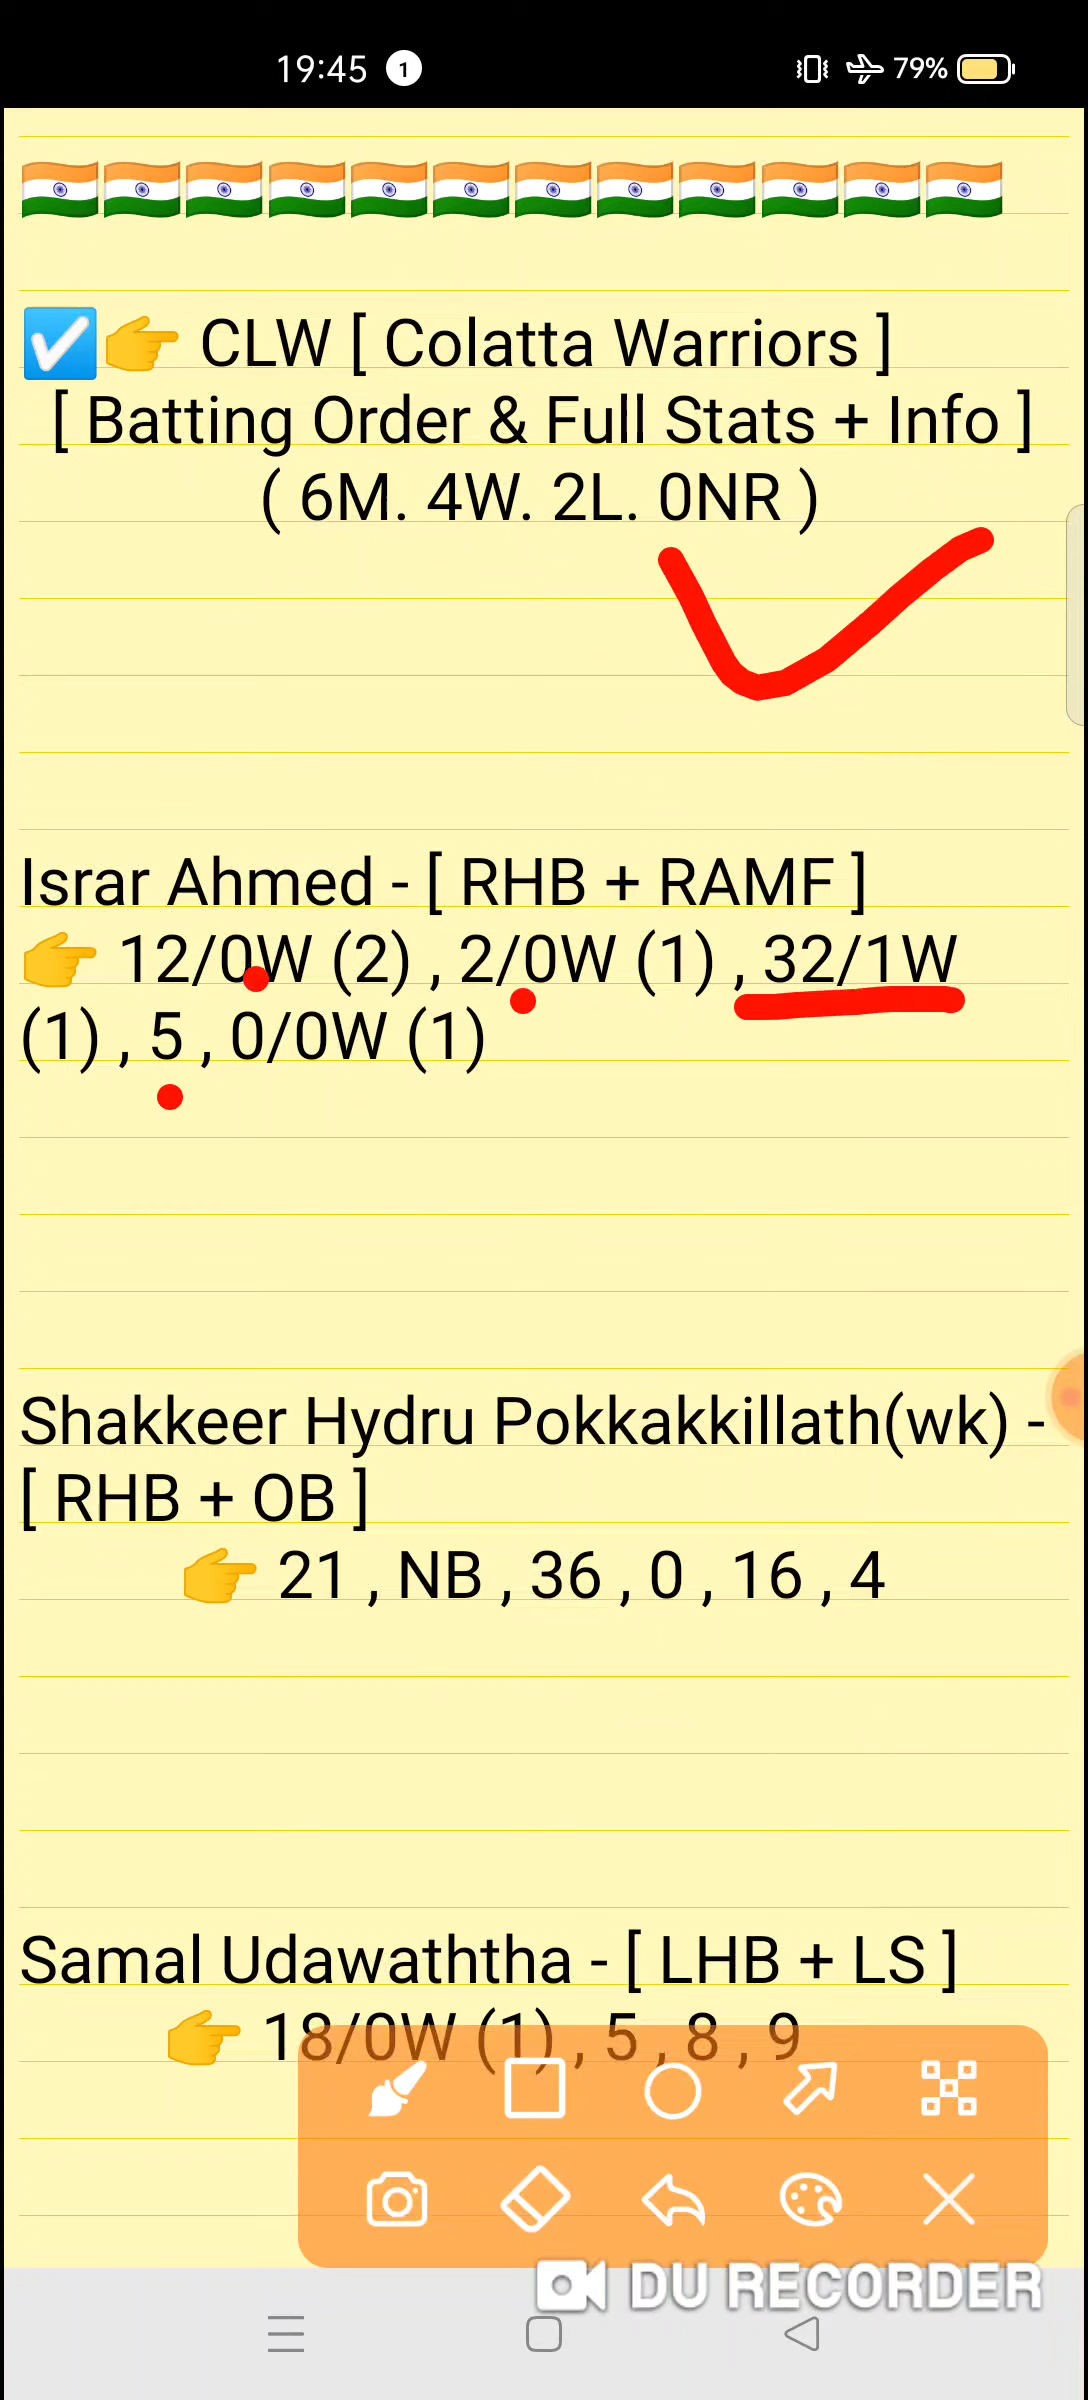 19:45 1 79%
CLW [ Colatta Warriors ]
[ Batting Order & Full Stats + Info ]
( 6M. 4W. 2L. 0NR )
Israr Ahmed - [ RHB + RAMF ]
12/0W (2) , 2/0W (1) , 32/1W
(1) , 5 , 0/0W (1)
Shakkeer Hydru Pokkakkillath(wk) -
[ RHB + OB ]
21 , NB , 36 , 0 , 16 , 4
Samal Udawaththa - [ LHB + LS ]
18/0W (1) , 5 , 8 , 9
DU RECORDER